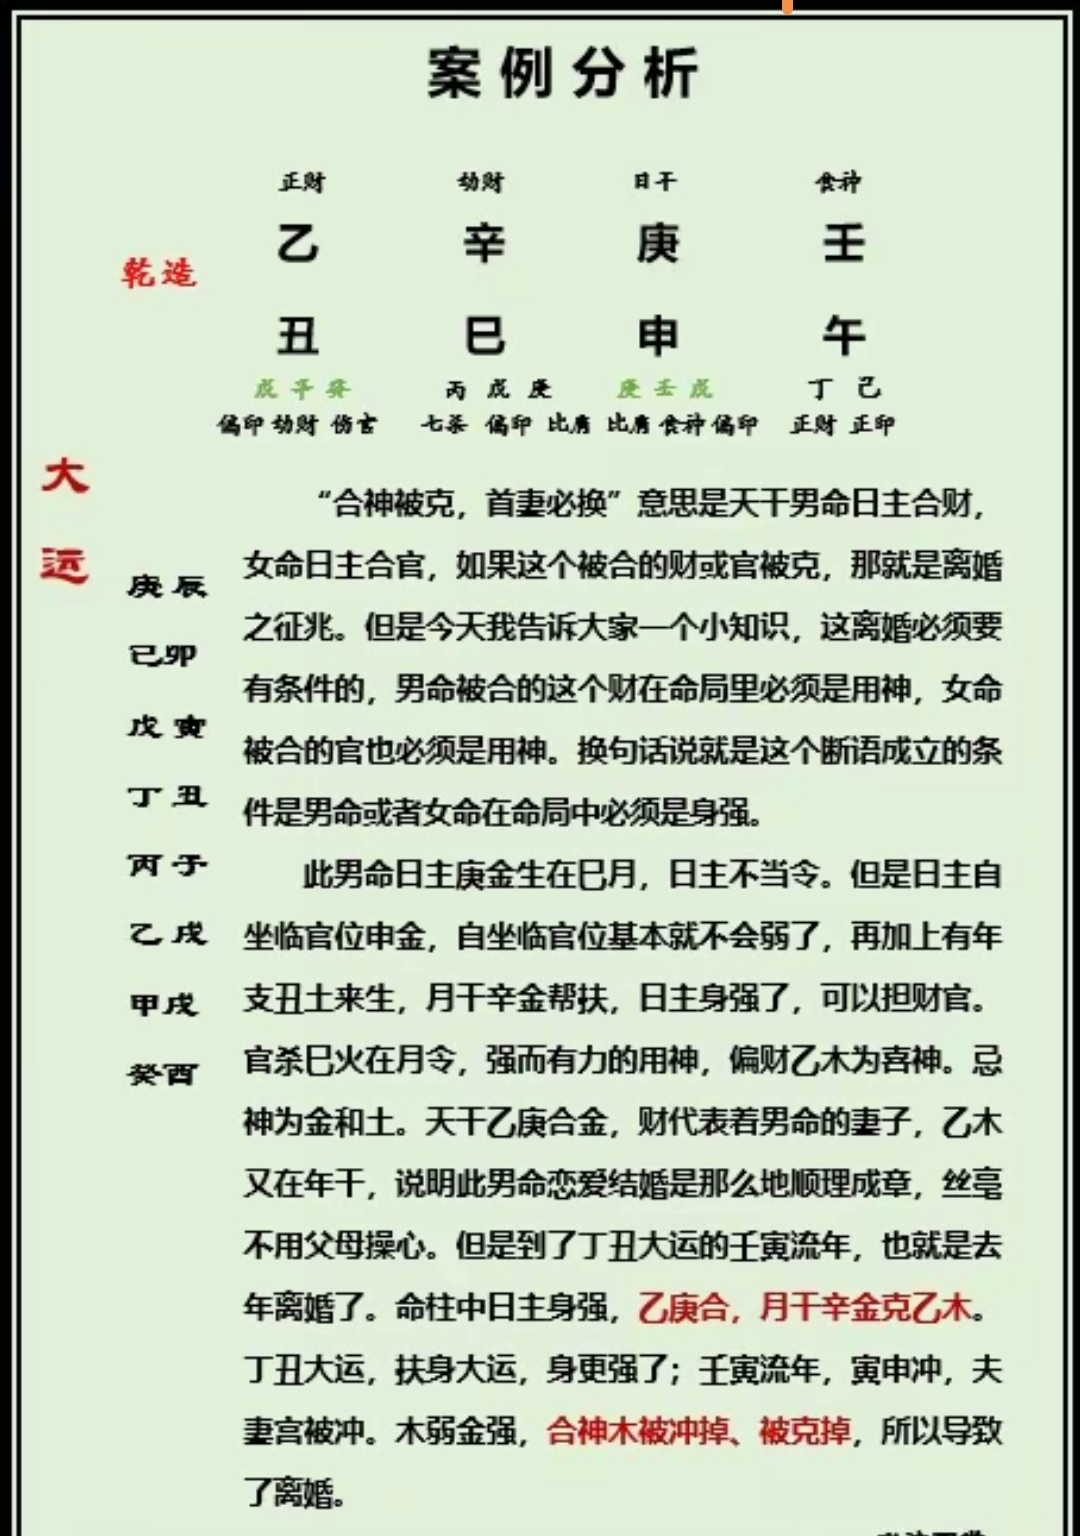 案例分析
正财 劫财 日干 食神
乙 辛 庚 壬
乾造
丑 巳 申 午
戊 辛 癸 丙 戊 庚 庚 壬 戊 丁 己
偏印 劫财 伤官 七杀 偏印 比肩 比肩 食神 偏印 正财 正印
大
运
庚辰
己卯
戊寅
丁丑
丙子
乙戌
甲戌
癸酉
“合神被克，首妻必换”意思是天干男命日主合财，
女命日主合官，如果这个被合的财或官被克，那就是离婚
之征兆。但是今天我告诉大家一个小知识，这离婚必须要
有条件的，男命被合的这个财在命局里必须是用神，女命
被合的官也必须是用神。换句话说就是这个断语成立的条
件是男命或者女命在命局中必须是身强。
此男命日主庚金生在巳月，日主不当令。但是日主自
坐临官位申金，自坐临官位基本就不会弱了，再加上有年
支丑土来生，月干辛金帮扶，日主身强了，可以担财官。
官杀巳火在月令，强而有力的用神，偏财乙木为喜神。忌
神为金和土。天干乙庚合金，财代表着男命的妻子，乙木
又在年干，说明此男命恋爱结婚是那么地顺理成章，丝毫
不用父母操心。但是到了丁丑大运的壬寅流年，也就是去
年离婚了。命柱中日主身强，乙庚合，月干辛金克乙木。
丁丑大运，扶身大运，身更强了；壬寅流年，寅申冲，夫
妻宫被冲。木弱金强，合神木被冲掉、被克掉，所以导致
了离婚。